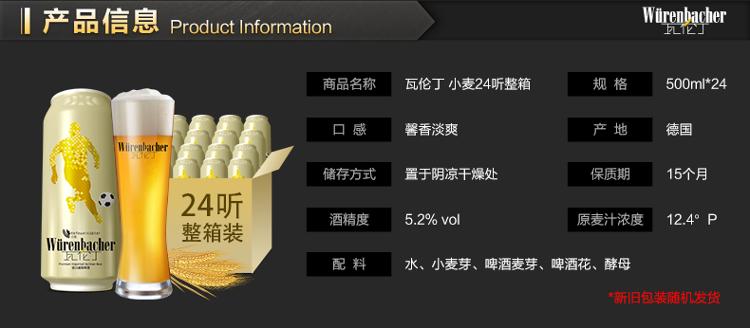 产品信息 Product Information
Würenbacher
瓦伦丁
商品名称 瓦伦丁 小麦24听整箱 规 格 500ml*24
口 感 馨香淡爽 产 地 德国
储存方式 置于阴凉干燥处 保质期 15个月
酒精度 5.2% vol 原麦汁浓度 12.4° P
配 料 水、小麦芽、啤酒麦芽、啤酒花、酵母
*新旧包装随机发货
Würenbacher
瓦伦丁
24听
整箱装
Würenbacher
瓦伦丁